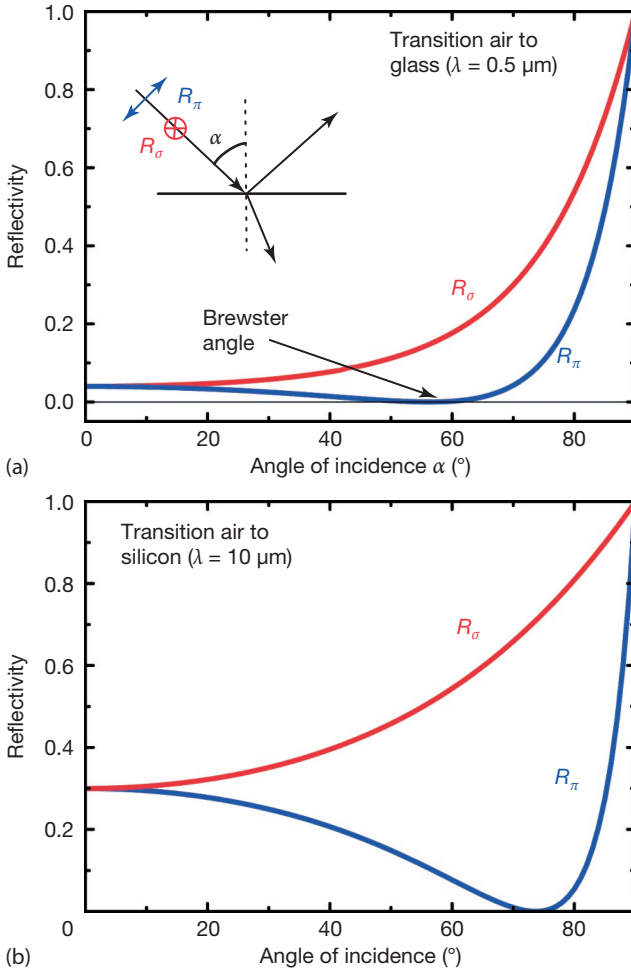 1.0
Transition air to
glass (λ = 0.5 µm)
0.8
Rπ
α
Rσ
0.6
Reflectivity
0.4
Rσ
Brewster
angle
0.2
Rπ
0.0
0 20 40 60 80
(a) Angle of incidence α (°)
1.0
Transition air to
silicon (λ = 10 µm)
0.8
Rσ
0.6
Reflectivity
0.4
Rπ
0.2
0 0 20 40 60 80
(b) Angle of incidence (°)